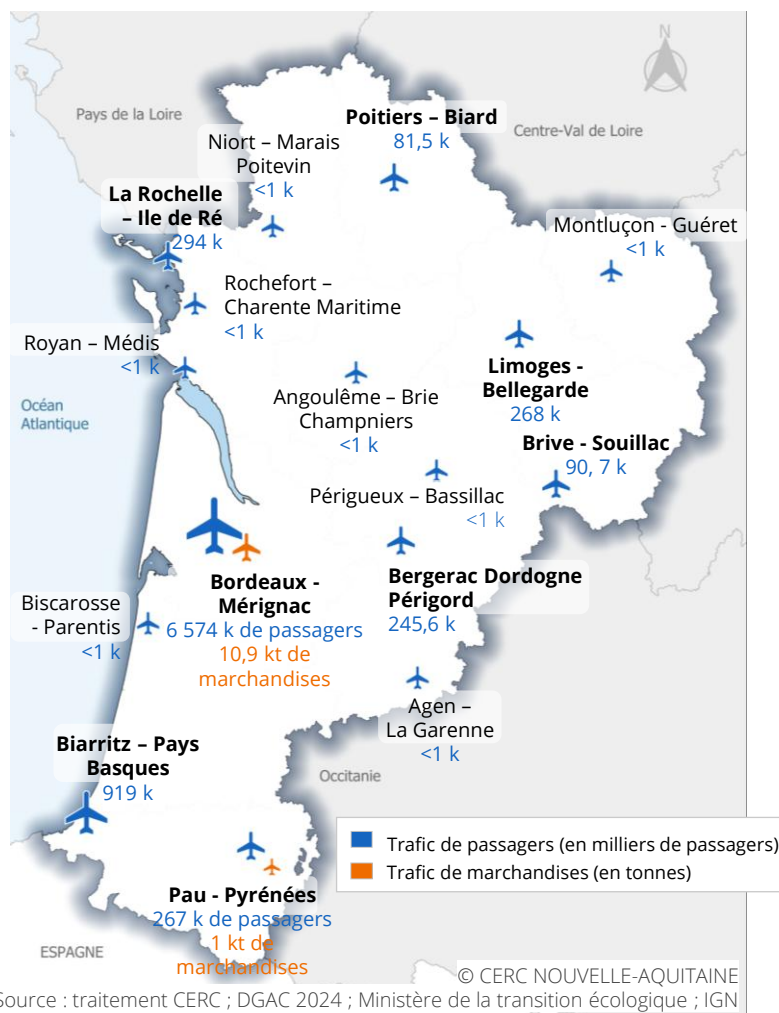 N
Pays de la Loire
Poitiers – Biard
81,5 k
Centre-Val de Loire
Niort – Marais
Poitevin
<1 k
La Rochelle
– Ile de Ré
294 k
Montluçon - Guéret
<1 k
Rochefort –
Charente Maritime
<1 k
Royan – Médis
<1 k
Limoges -
Bellegarde
268 k
Océan
Atlantique
Angoulême – Brie
Champniers
<1 k
Brive - Souillac
90, 7 k
Périgueux – Bassillac
<1 k
Bordeaux -
Mérignac
6 574 k de passagers
10,9 kt de
marchandises
Bergerac Dordogne
Périgord
245,6 k
Biscarosse
- Parentis
<1 k
Agen –
La Garenne
<1 k
Biarritz – Pays
Basques
919 k
Occitanie
Trafic de passagers (en milliers de passagers)
Trafic de marchandises (en tonnes)
Pau - Pyrénées
267 k de passagers
1 kt de
marchandises
ESPAGNE
© CERC NOUVELLE-AQUITAINE
Source : traitement CERC ; DGAC 2024 ; Ministère de la transition écologique ; IGN